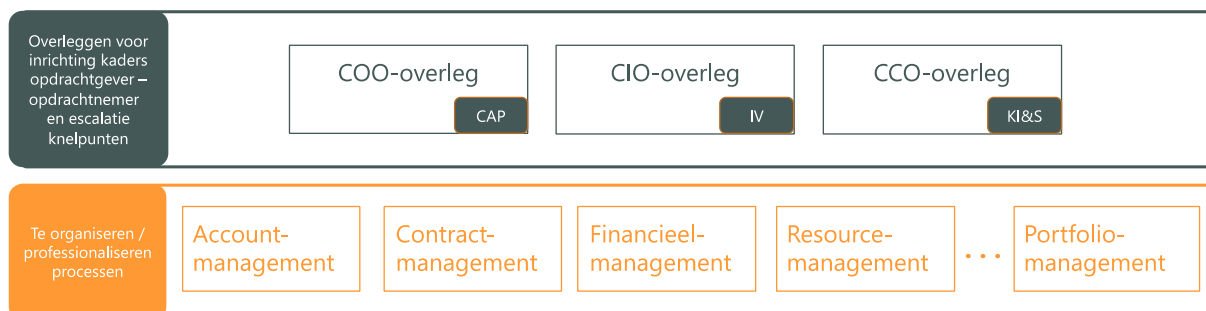 Overleggen voor
inrichting kaders
opdrachtgever –
opdrachtnemer
en escalatie
knelpunten
COO-overleg
CAP
CIO-overleg
IV
CCO-overleg
KI&S
Te organiseren /
professionaliseren
processen
Account-
management
Contract-
management
Financieel-
management
Resource-
management
...
Portfolio-
management